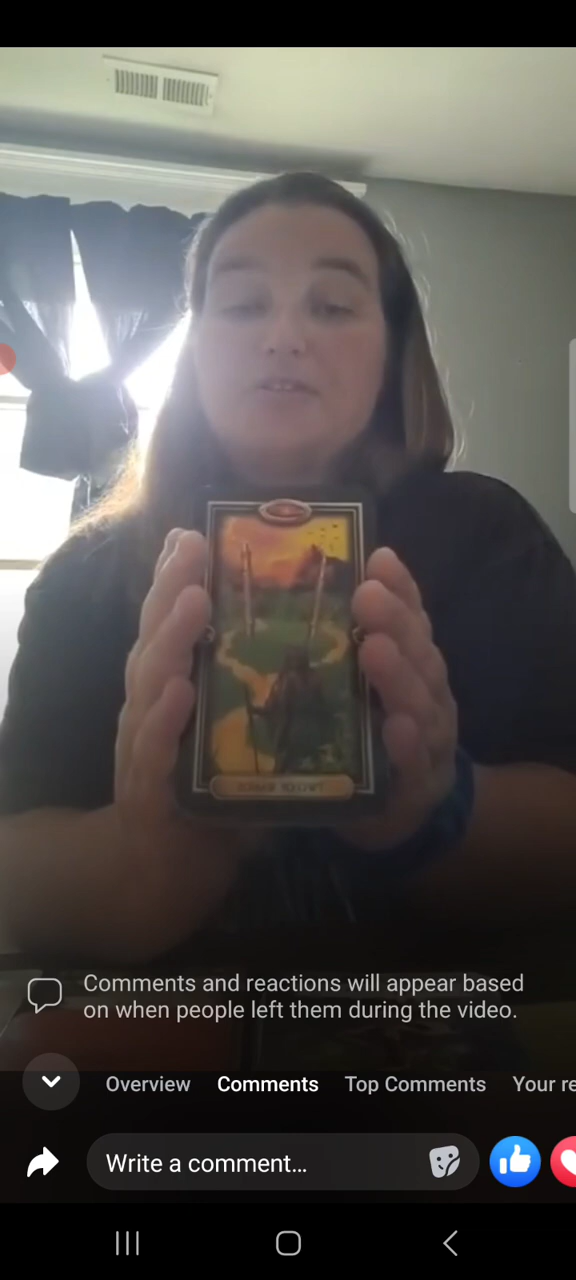 Comments and reactions will appear based
on when people left them during the video.
Overview Comments Top Comments Your re
Write a comment...